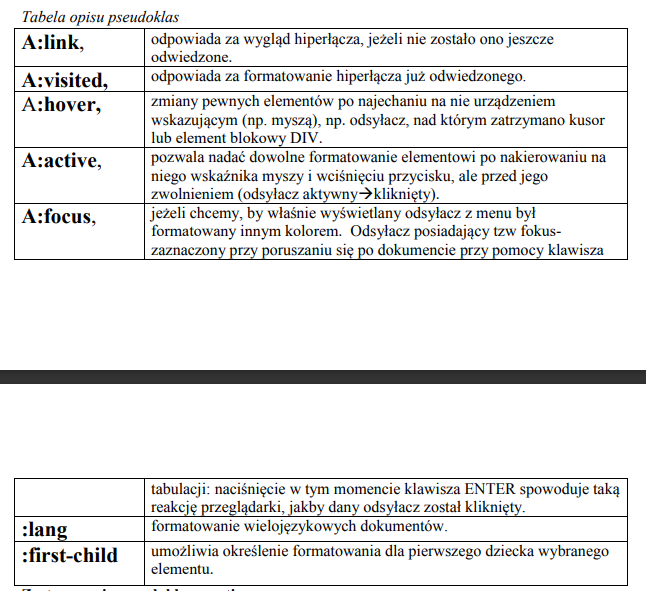 Tabela opisu pseudoklas
A:link,
odpowiada za wygląd hiperłącza, jeżeli nie zostało ono jeszcze
odwiedzone.
A:visited,
odpowiada za formatowanie hiperłącza już odwiedzonego.
A:hover,
zmiany pewnych elementów po najechaniu na nie urządzeniem
wskazującym (np. myszą), np. odsyłacz, nad którym zatrzymano kusor
lub element blokowy DIV.
A:active,
pozwala nadać dowolne formatowanie elementowi po nakierowaniu na
niego wskaźnika myszy i wciśnięciu przycisku, ale przed jego
zwolnieniem (odsyłacz aktywny→kliknięty).
A:focus,
jeżeli chcemy, by właśnie wyświetlany odsyłacz z menu był
formatowany innym kolorem.  Odsyłacz posiadający tzw fokus-
zaznaczony przy poruszaniu się po dokumencie przy pomocy klawisza
tabulacji: naciśnięcie w tym momencie klawisza ENTER spowoduje taką
reakcję przeglądarki, jakby dany odsyłacz został kliknięty.
:lang
formatowanie wielojęzykowych dokumentów.
:first-child
umożliwia określenie formatowania dla pierwszego dziecka wybranego
elementu.